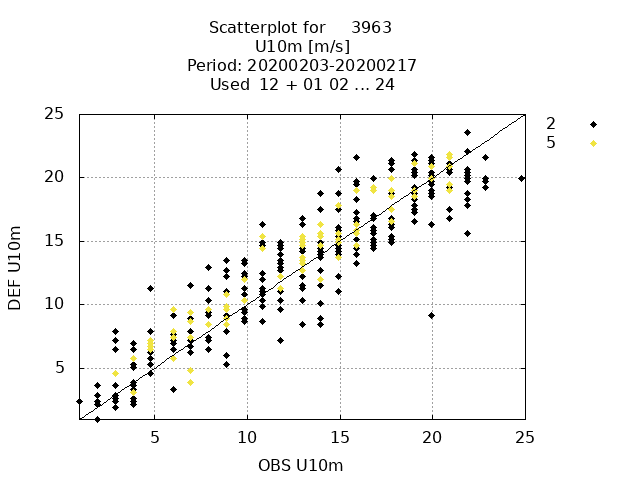 Scatterplot for 3963
U10m [m/s]
Period: 20200203-20200217
Used 12 + 01 02 ... 24
25
20
15
10
5
5
10
15
20
25
DEF U10m
OBS U10m
2
5